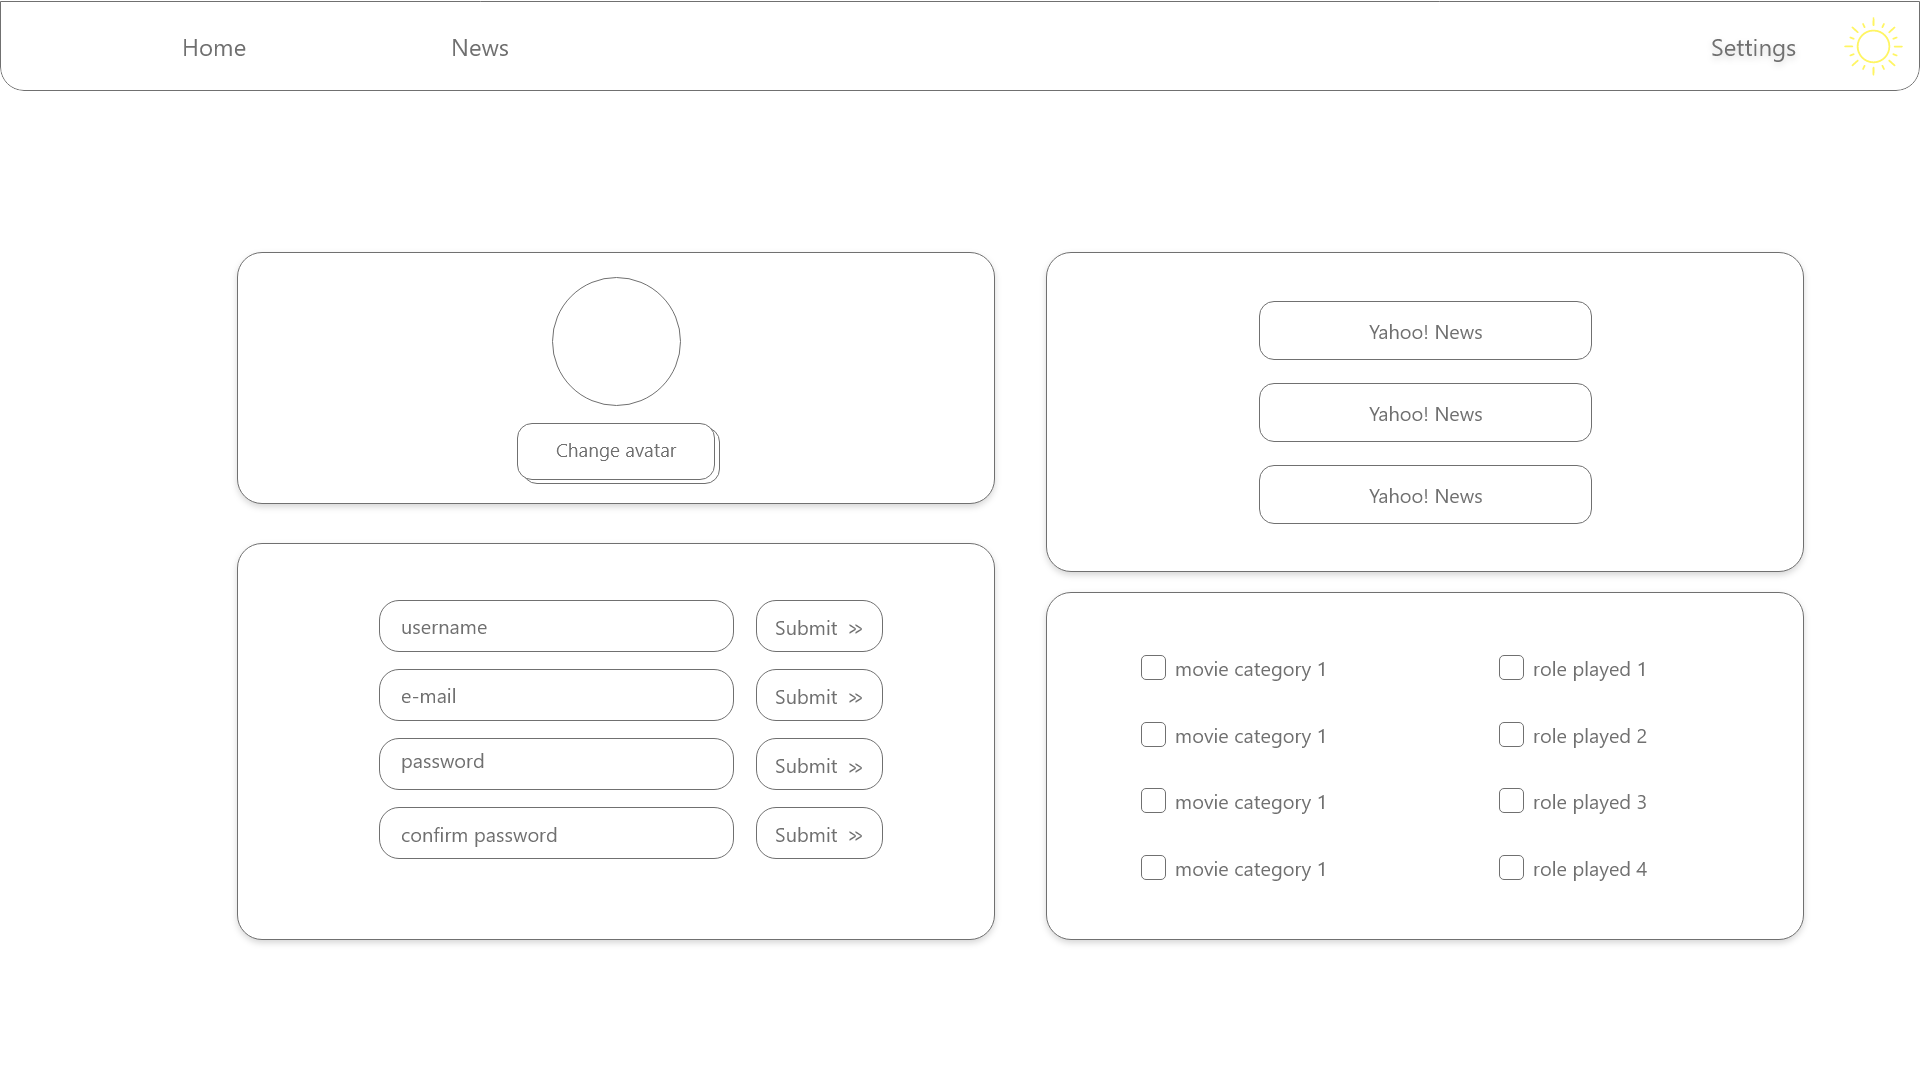 Home
News
Settings
Change avatar
username
Submit »
e-mail
Submit »
password
Submit »
confirm password
Submit »
Yahoo! News
Yahoo! News
Yahoo! News
movie category 1
role played 1
movie category 1
role played 2
movie category 1
role played 3
movie category 1
role played 4